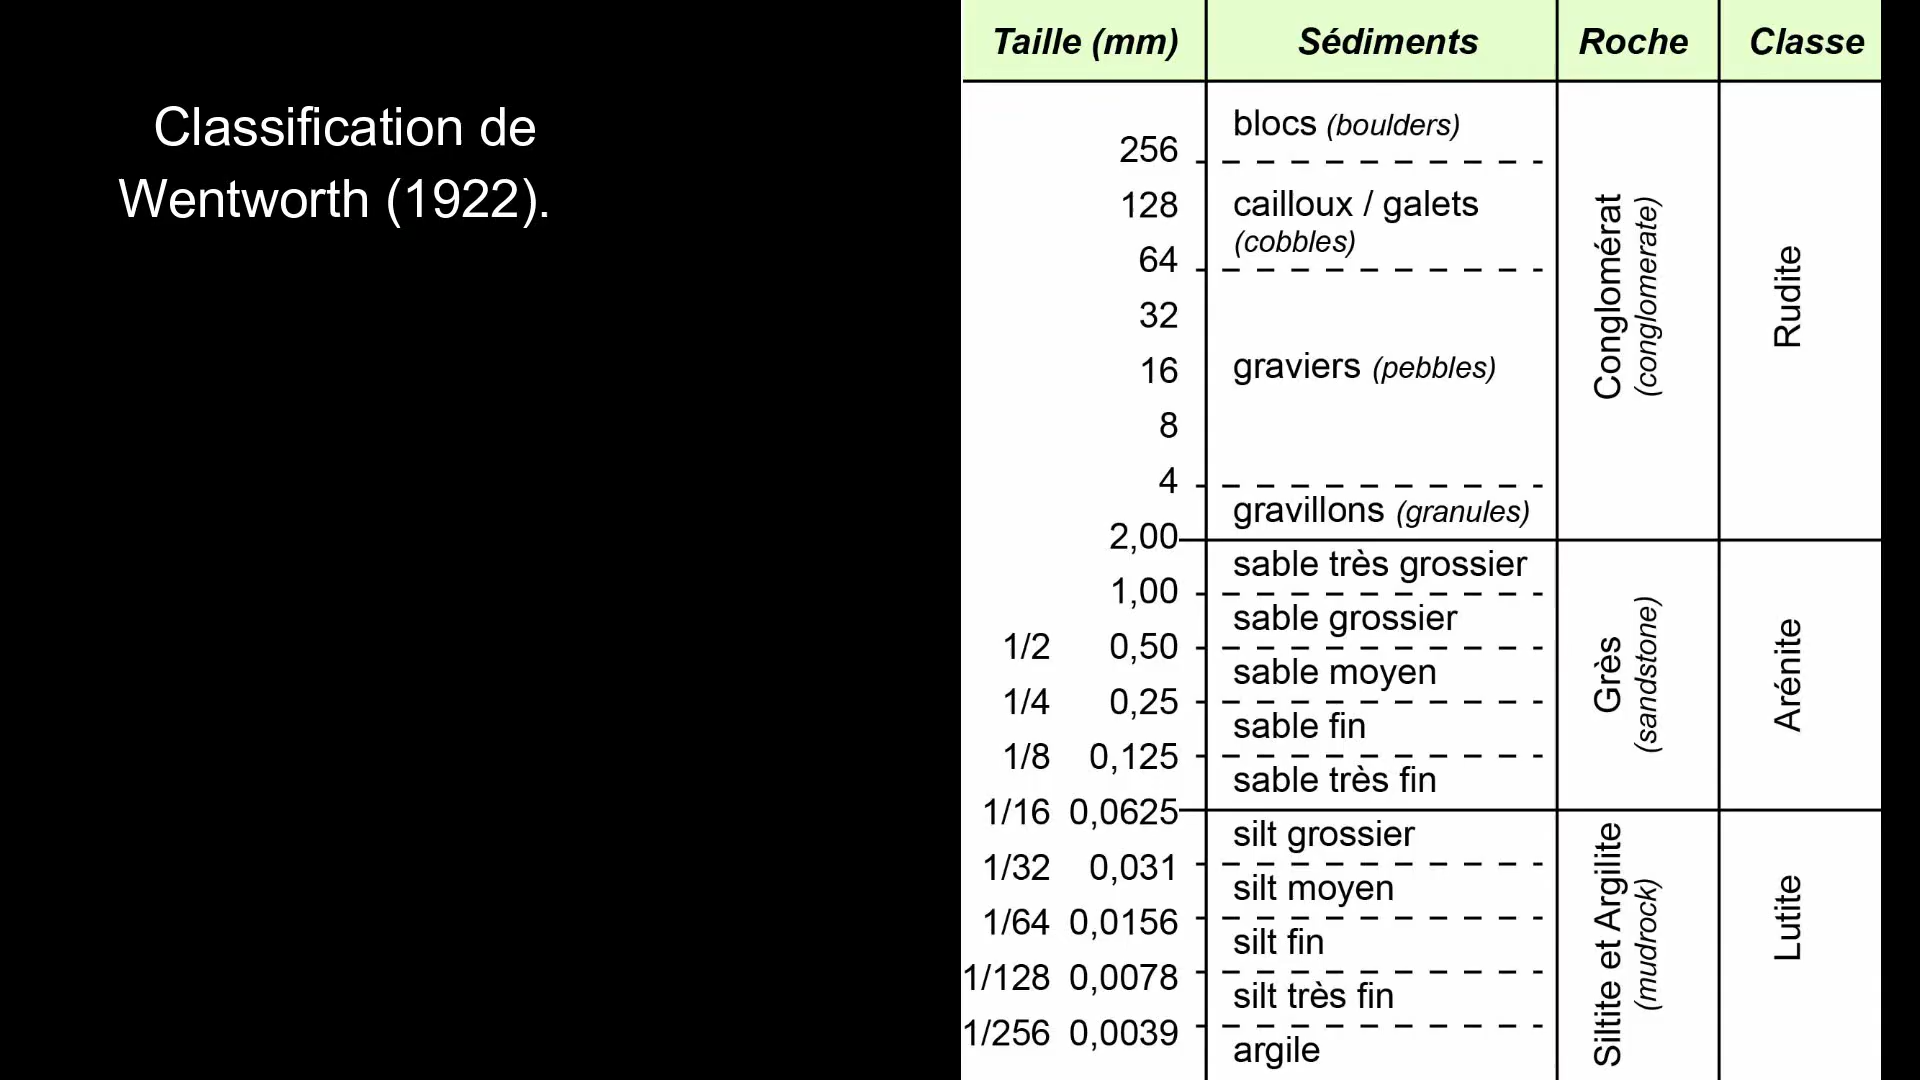 Classification de
Wentworth (1922).
Taille (mm) Sédiments Roche Classe
blocs (boulders)
256
128 cailloux / galets
(cobbles)
64
32
16 graviers (pebbles)
8
4
gravillons (granules)
2,00
sable très grossier
1,00
sable grossier
1/2 0,50
sable moyen
1/4 0,25
sable fin
1/8 0,125
sable très fin
1/16 0,0625
silt grossier
1/32 0,031
silt moyen
1/64 0,0156
silt fin
1/128 0,0078
silt très fin
1/256 0,0039
argile
Conglomérat
(conglomerate)
Grès
(sandstone)
Siltite et Argilite
(mudrock)
Rudite
Arénite
Lutite